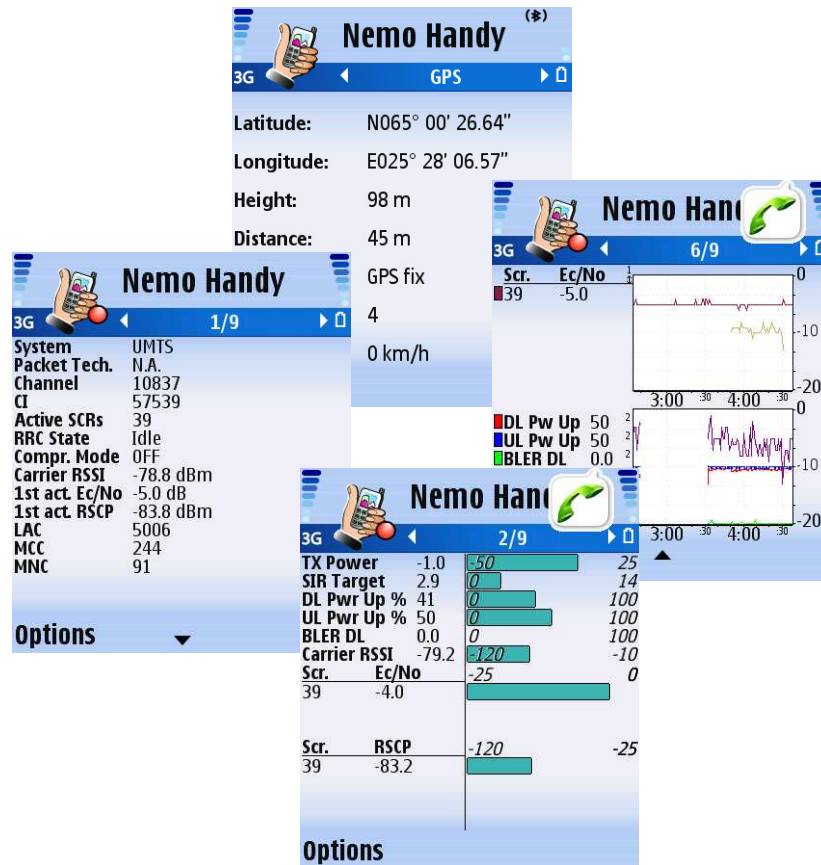 Nemo Handy
3G
GPS
Latitude: N065° 00' 26.64"
Longitude: E025° 28' 06.57"
Height: 98 m
Distance: 45 m
GPS fix
4
0 km/h
Nemo Han
3G
6/9
Scr. Ec/No
39 -5.0
0
-10
-20
3:00 :30 4:00 :30
DL Pw Up 50
UL Pw Up 50
BLER DL 0.0
2
2
2
0
-10
-20
3:00 :30 4:00 :30
Nemo Handy
3G
1/9
System UMTS
Packet Tech. N.A.
Channel 10837
CI 57539
Active SCRs 39
RRC State Idle
Compr. Mode OFF
Carrier RSSI -78.8 dBm
1st act. Ec/No -5.0 dB
1st act. RSCP -83.8 dBm
LAC 5006
MCC 244
MNC 91
Options
Nemo Han
3G
2/9
TX Power -1.0 -50 25
SIR Target 2.9 0 14
DL Pwr Up % 41 0 100
UL Pwr Up % 50 0 100
BLER DL 0.0 0 100
Carrier RSSI -79.2 -120 -10
Scr. Ec/No -25 0
39 -4.0
Scr. RSCP -120 -25
39 -83.2
Options